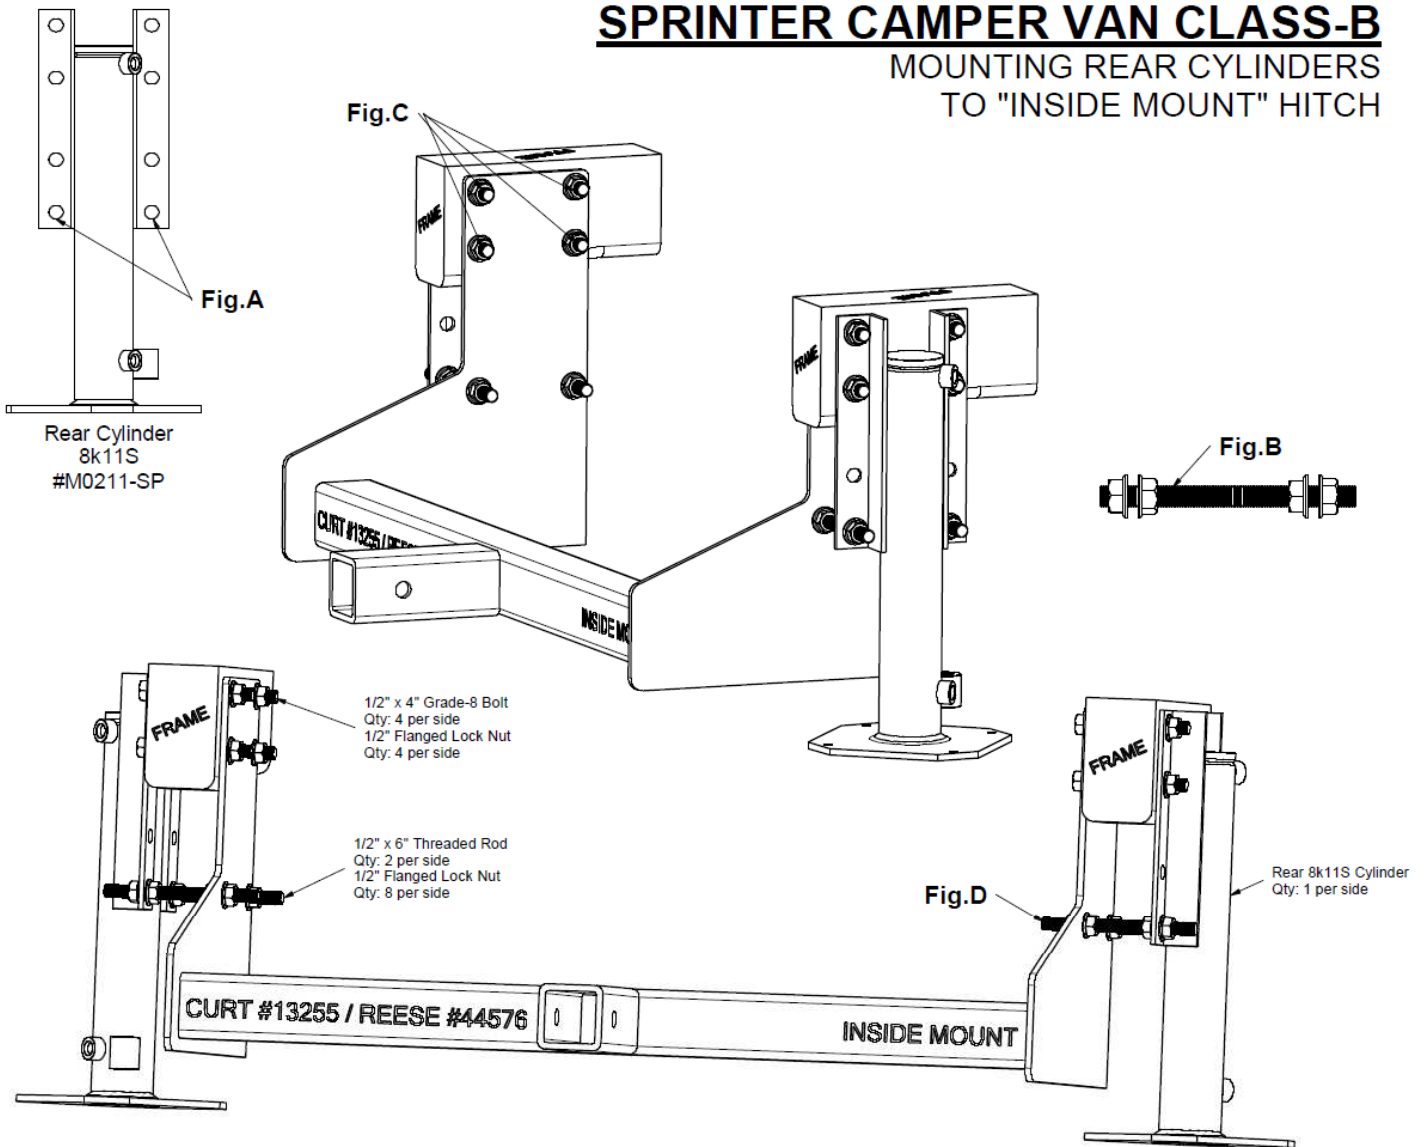 SPRINTER CAMPER VAN CLASS-B
MOUNTING REAR CYLINDERS
TO "INSIDE MOUNT" HITCH
Fig.C
FRAME
Fig.A
FRAME
Rear Cylinder
8k11S
#M0211-SP
Fig.B
CURT #13255 / REES
INSIDE MO
1/2" x 4" Grade-8 Bolt
Qty: 4 per side
1/2" Flanged Lock Nut
Qty: 4 per side
FRAME
FRAME
1/2" x 6" Threaded Rod
Qty: 2 per side
1/2" Flanged Lock Nut
Qty: 8 per side
Rear 8k11S Cylinder
Qty: 1 per side
Fig.D
CURT #13255 / REESE #44576
INSIDE MOUNT